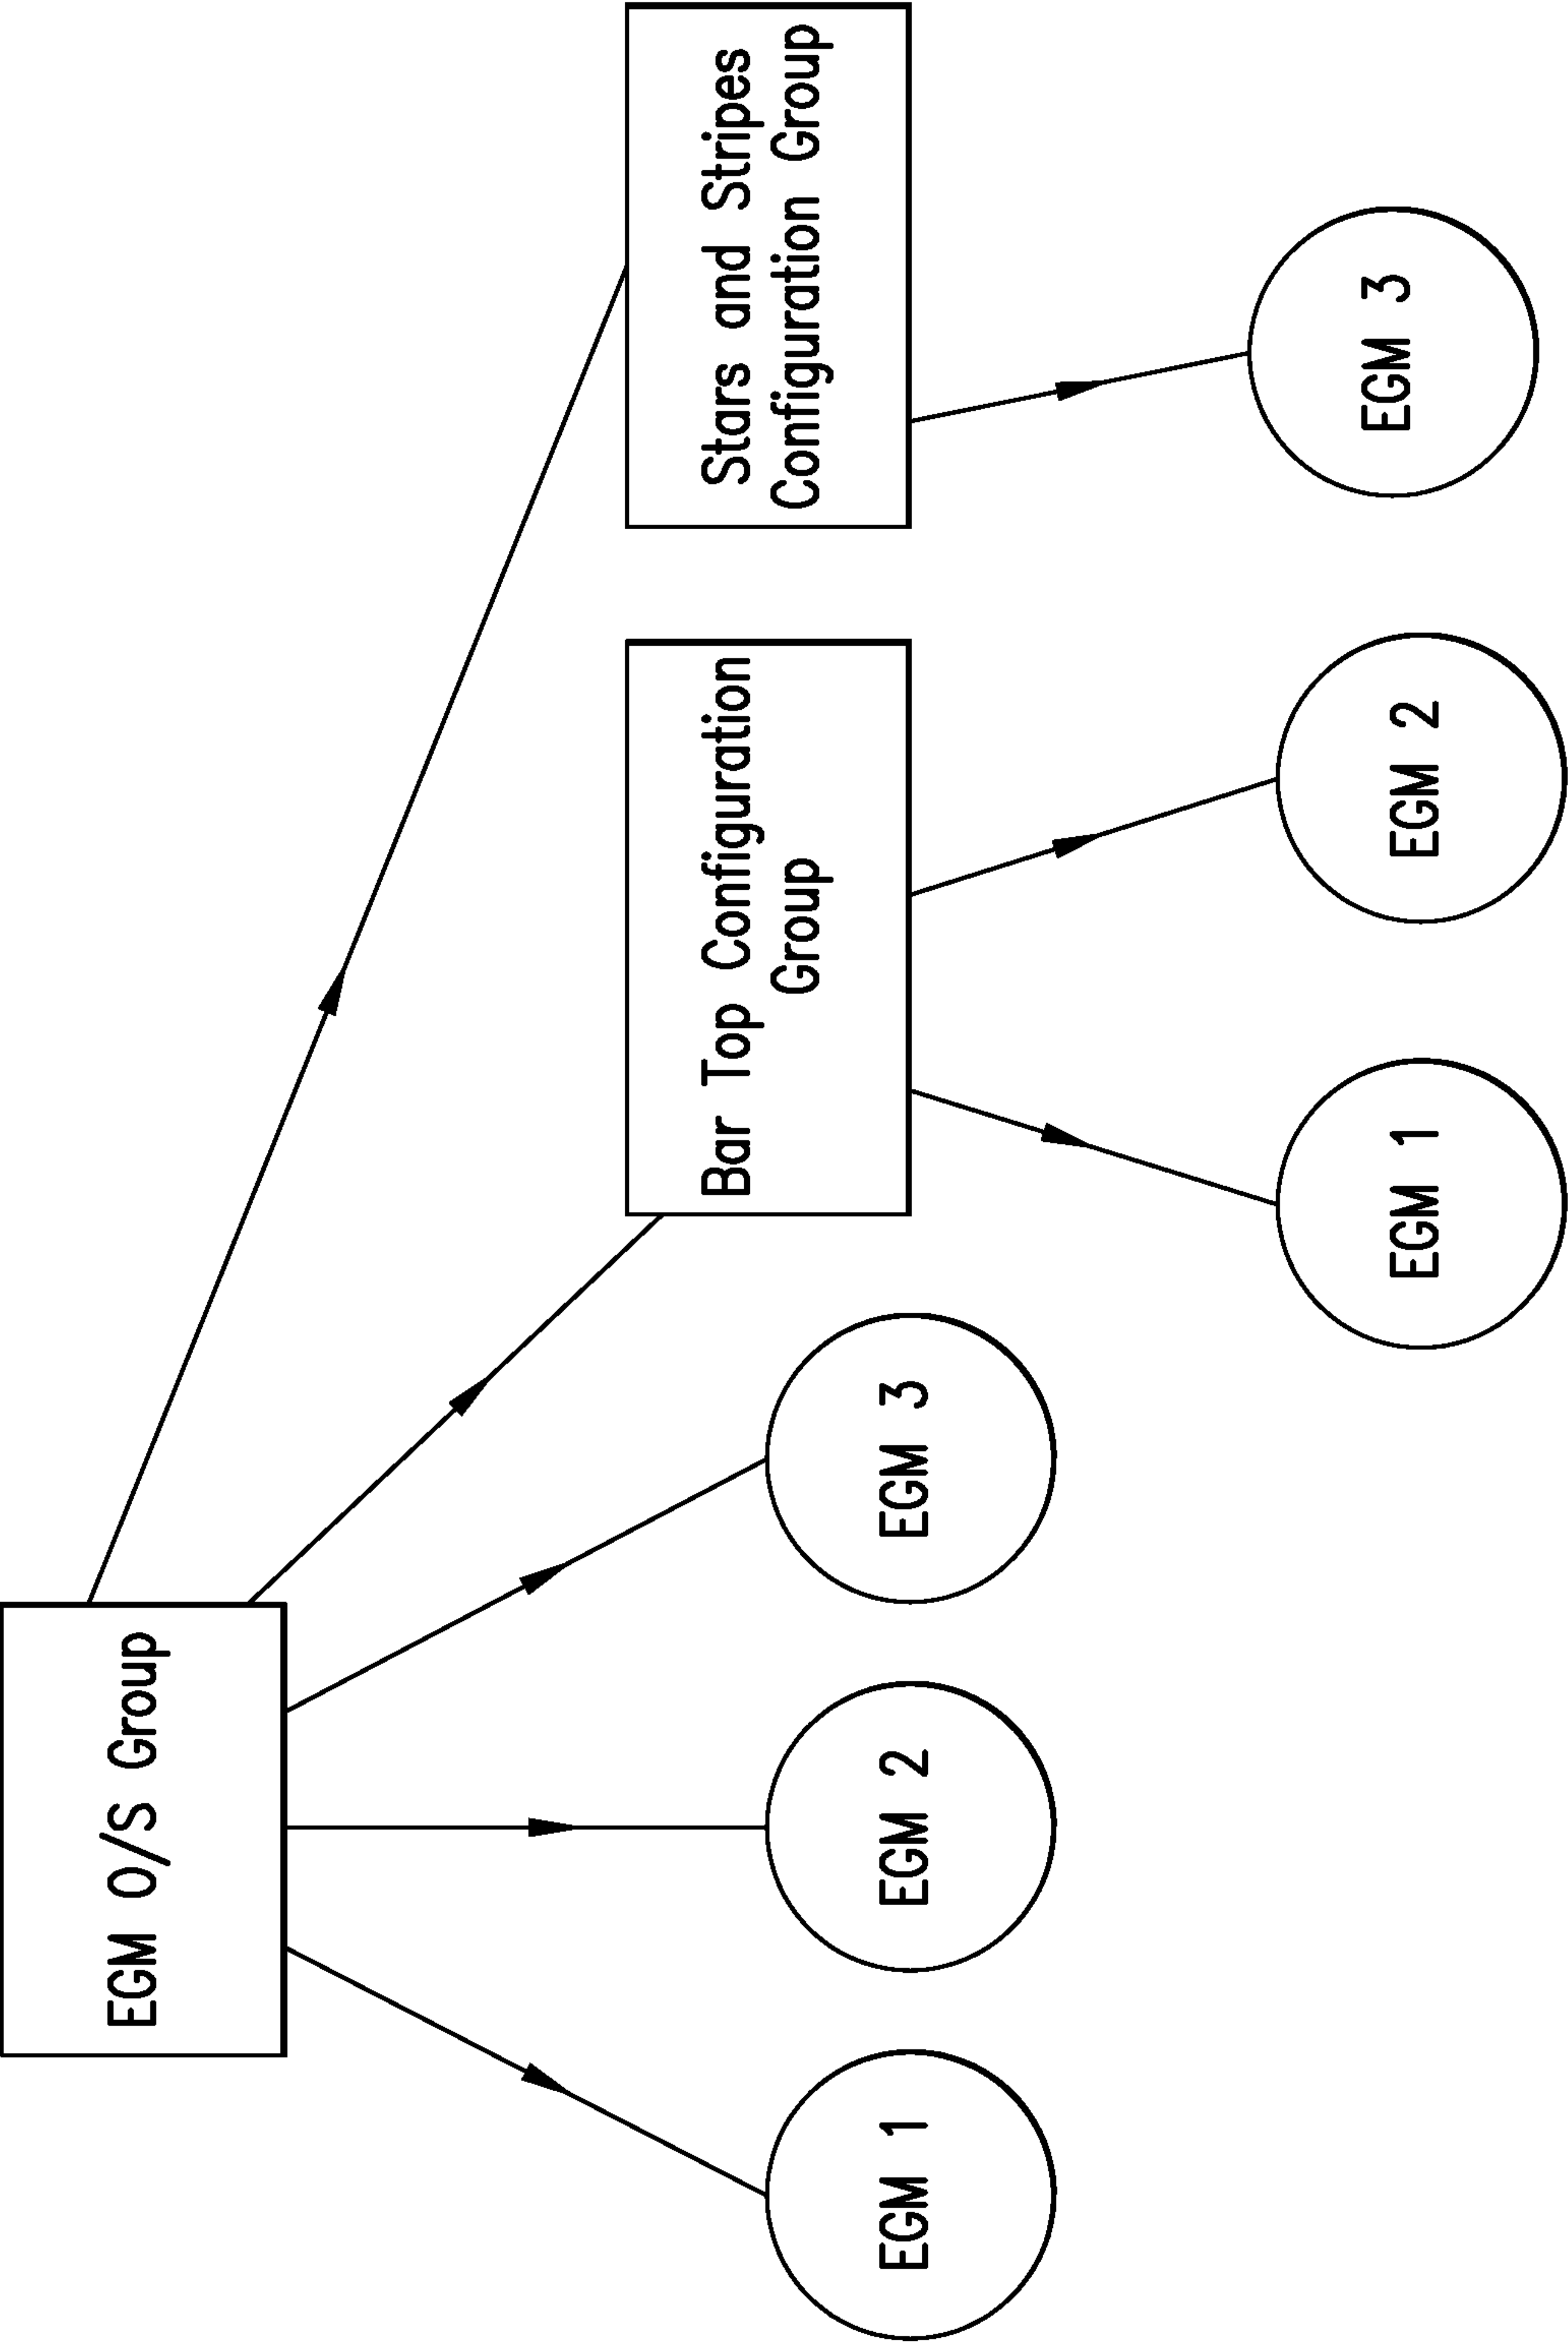 EGM O/S Group
Stars and Stripes
Configuration Group
Bar Top Configuration
Group
EGM 1
EGM 2
EGM 3
EGM 1
EGM 2
EGM 3